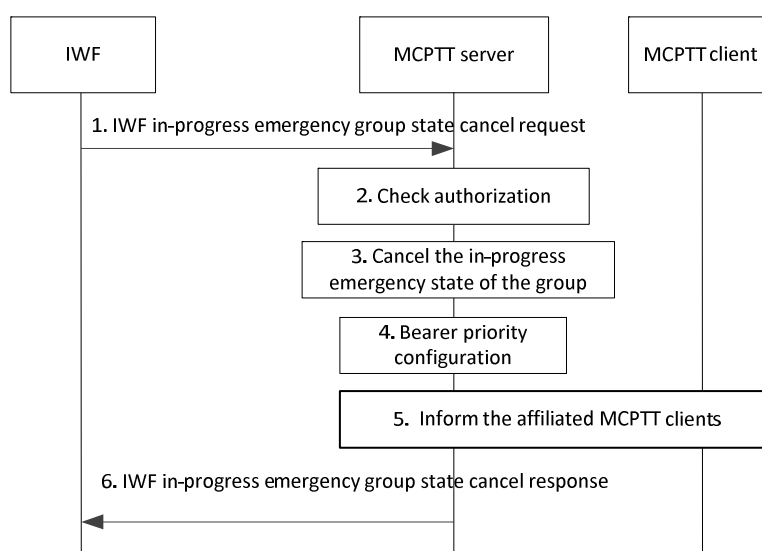 IWF
MCPTT server
MCPTT client
1. IWF in-progress emergency group state cancel request
2. Check authorization
3. Cancel the in-progress
emergency state of the group
4. Bearer priority
configuration
5. Inform the affiliated MCPTT clients
6. IWF in-progress emergency group state cancel response